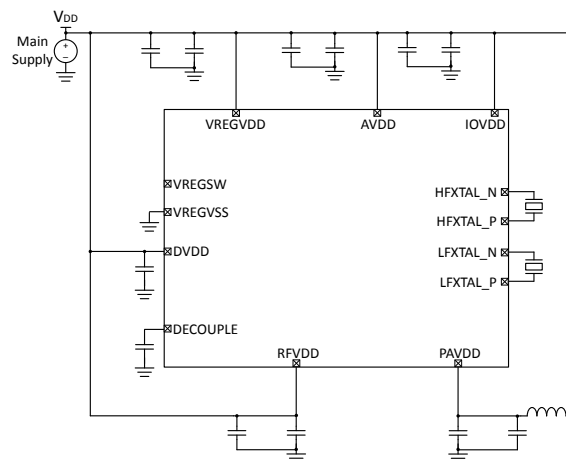 VDD
Main
Supply
+
–
VREGVDD
AVDD
IOVDD
VREGSW
HFXTAL_N
VREGVSS
HFXTAL_P
DVDD
LFXTAL_N
LFXTAL_P
DECOUPLE
RFVDD
PAVDD